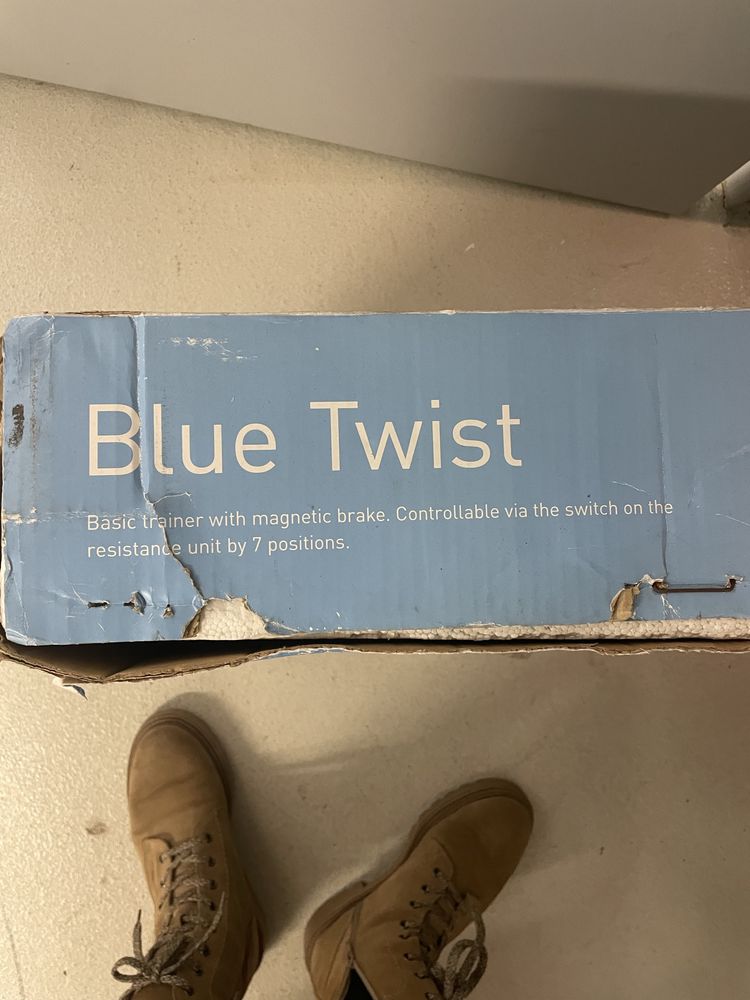 Blue Twist
Basic trainer with magnetic brake. Controllable via the switch on the
resistance unit by 7 positions.